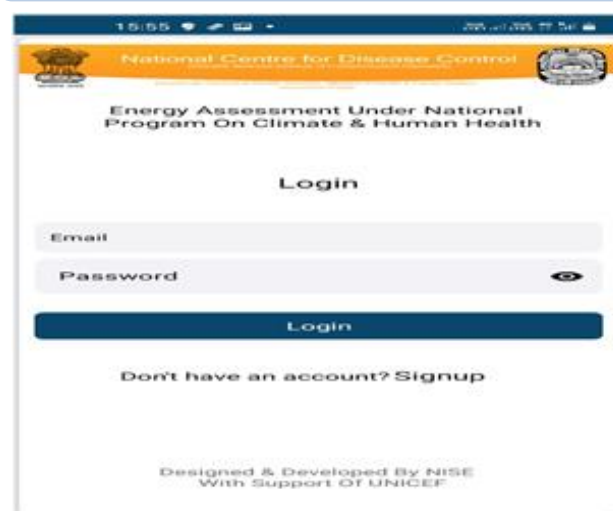 15:55
National Centre for Disease Control
Energy Assessment Under National
Program On Climate & Human Health
Login
Email
Password
Login
Don't have an account? Signup
Designed & Developed By NISE
With Support Of UNICEF